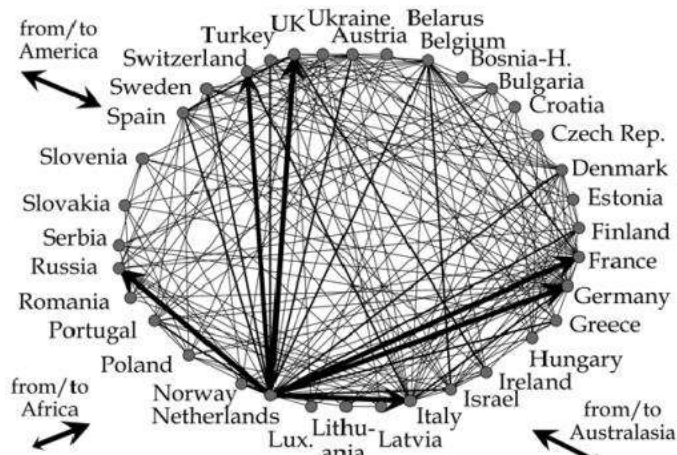 from/to
America
Turkey
UK
Ukraine
Austria
Belarus
Belgium
Switzerland
Bosnia-H.
Sweden
Bulgaria
Spain
Croatia
Czech Rep.
Slovenia
Denmark
Slovakia
Estonia
Serbia
Finland
Russia
France
Romania
Germany
Portugal
Greece
Poland
Hungary
Norway
Ireland
Netherlands
Israel
Italy
Lux.
Lithu-
ania
Latvia
from/to
Africa
from/to
Australasia